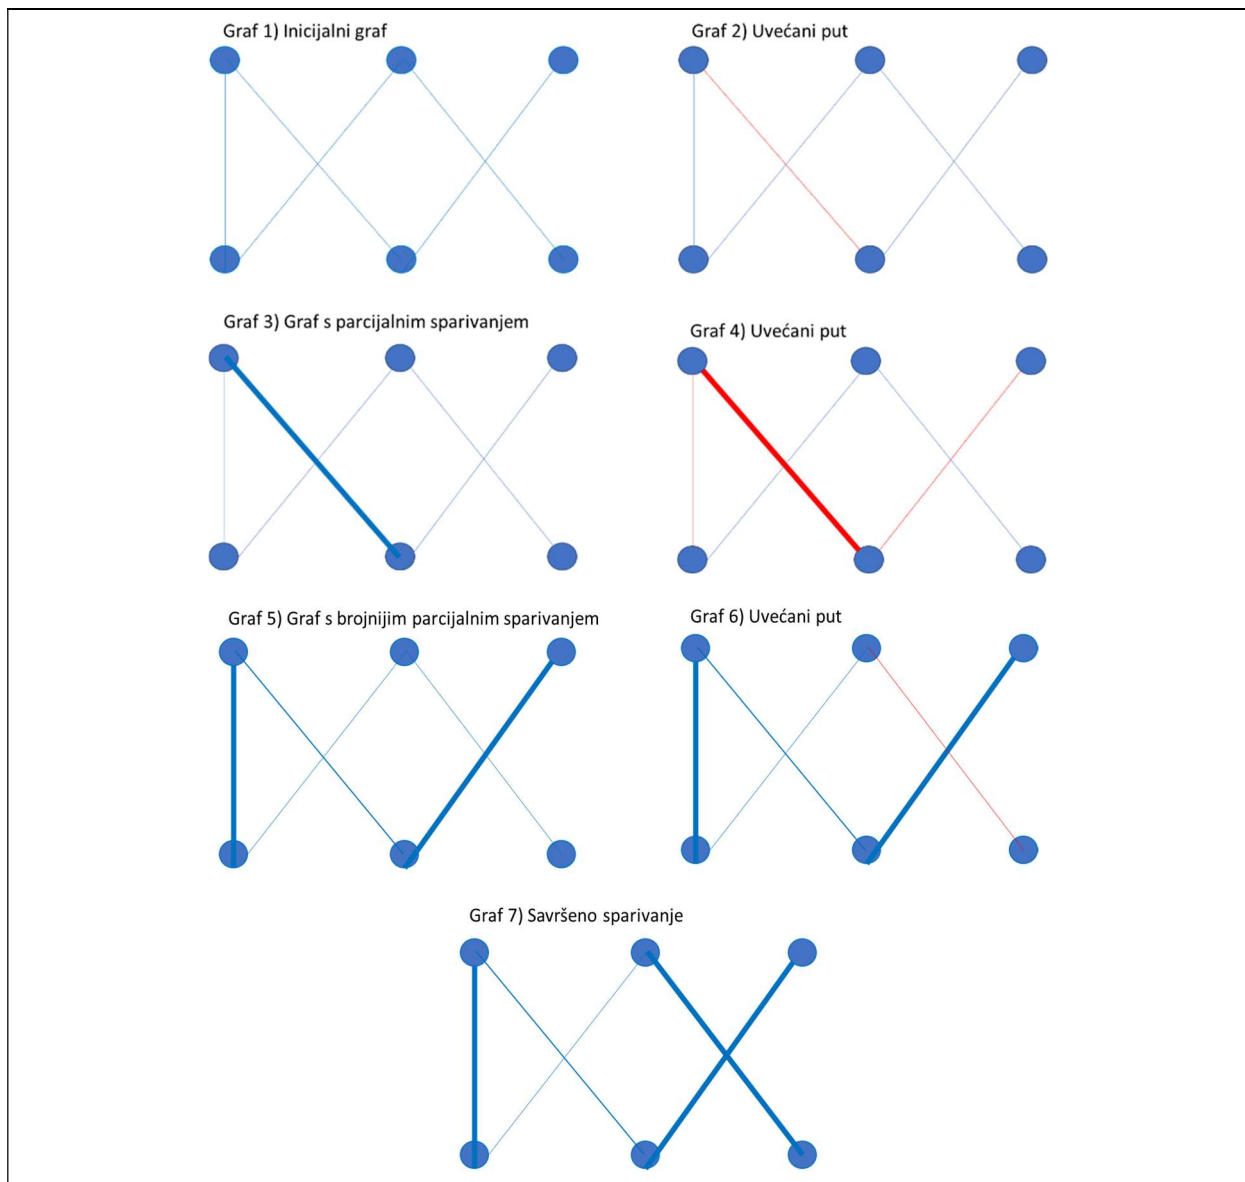 Graf 1) Inicijalni graf
Graf 2) Uvećani put
Graf 3) Graf s parcijalnim sparivanjem
Graf 4) Uvećani put
Graf 5) Graf s brojnijim parcijalnim sparivanjem
Graf 6) Uvećani put
Graf 7) Savršeno sparivanje